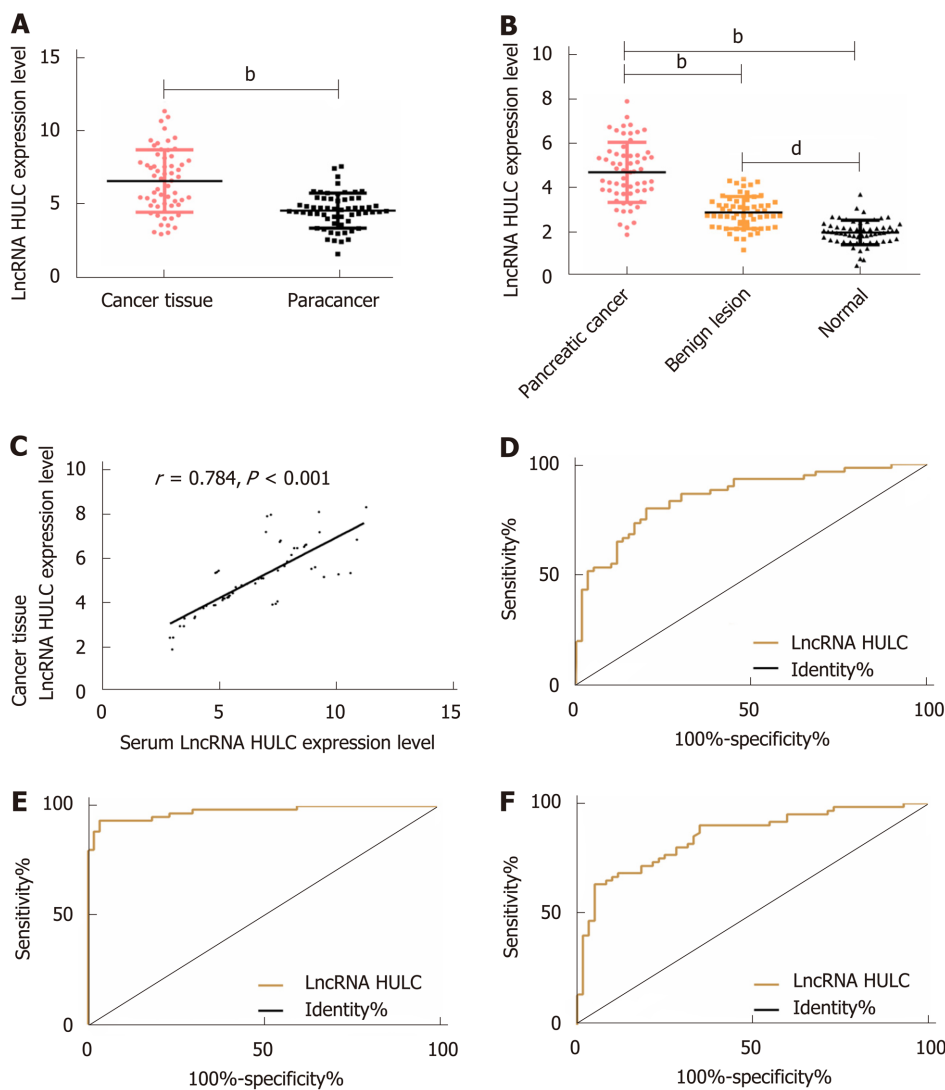 A
LncRNA HULC expression level
15
10
5
0
b
Cancer tissue
Paracancer
B
LncRNA HULC expression level
10
8
6
4
2
0
b
b
d
Pancreatic cancer
Benign lesion
Normal
C
Cancer tissue
LncRNA HULC expression level
10
8
6
4
2
0
r = 0.784, P < 0.001
0
5
10
15
Serum LncRNA HULC expression level
D
Sensitivity%
100
50
0
LncRNA HULC
Identity%
0
50
100
100%-specificity%
E
Sensitivity%
100
50
0
LncRNA HULC
Identity%
0
50
100
100%-specificity%
F
Sensitivity%
100
50
0
LncRNA HULC
Identity%
0
50
100
100%-specificity%